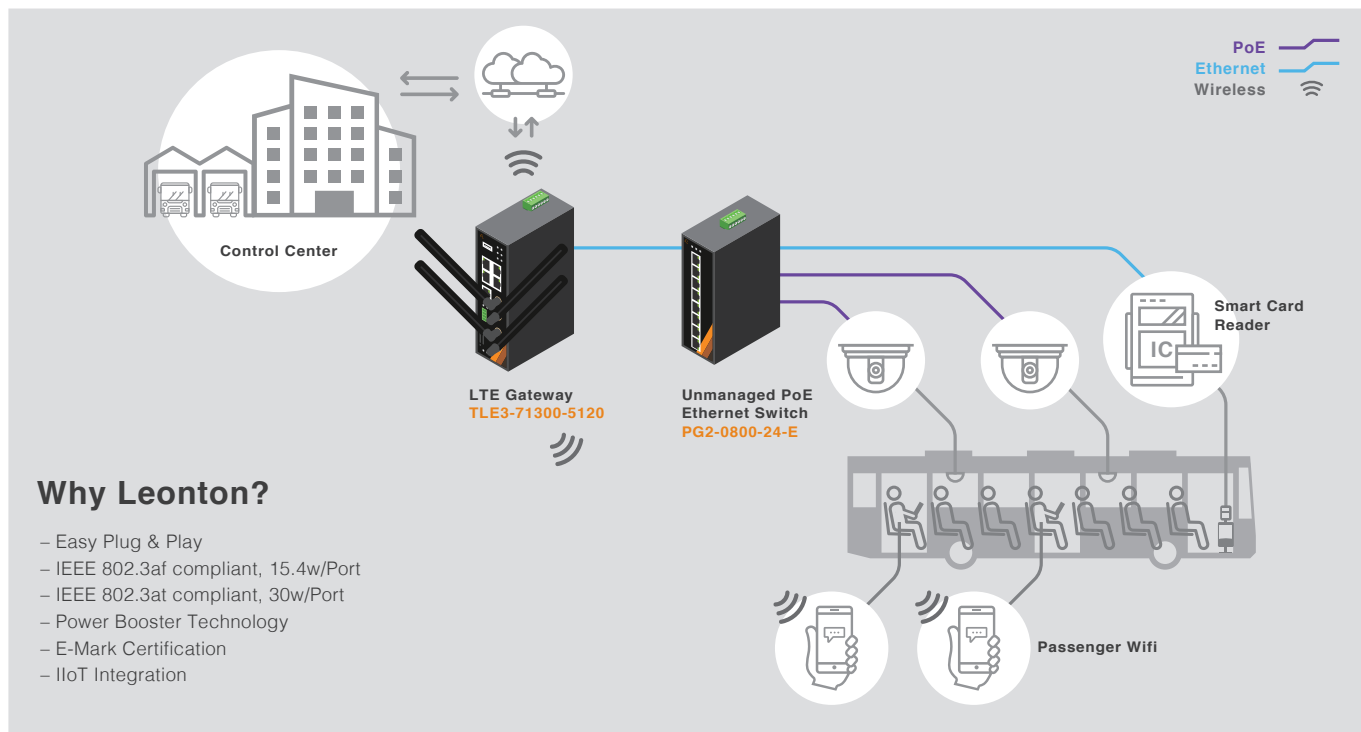 PoE
Ethernet
Wireless
Control Center
Smart Card
Reader
IC
LTE Gateway
TLE3-71300-5120
Unmanaged PoE
Ethernet Switch
PG2-0800-24-E
Why Leonton?
– Easy Plug & Play
– IEEE 802.3af compliant, 15.4w/Port
– IEEE 802.3at compliant, 30w/Port
– Power Booster Technology
– E-Mark Certification
– IIoT Integration
Passenger Wifi